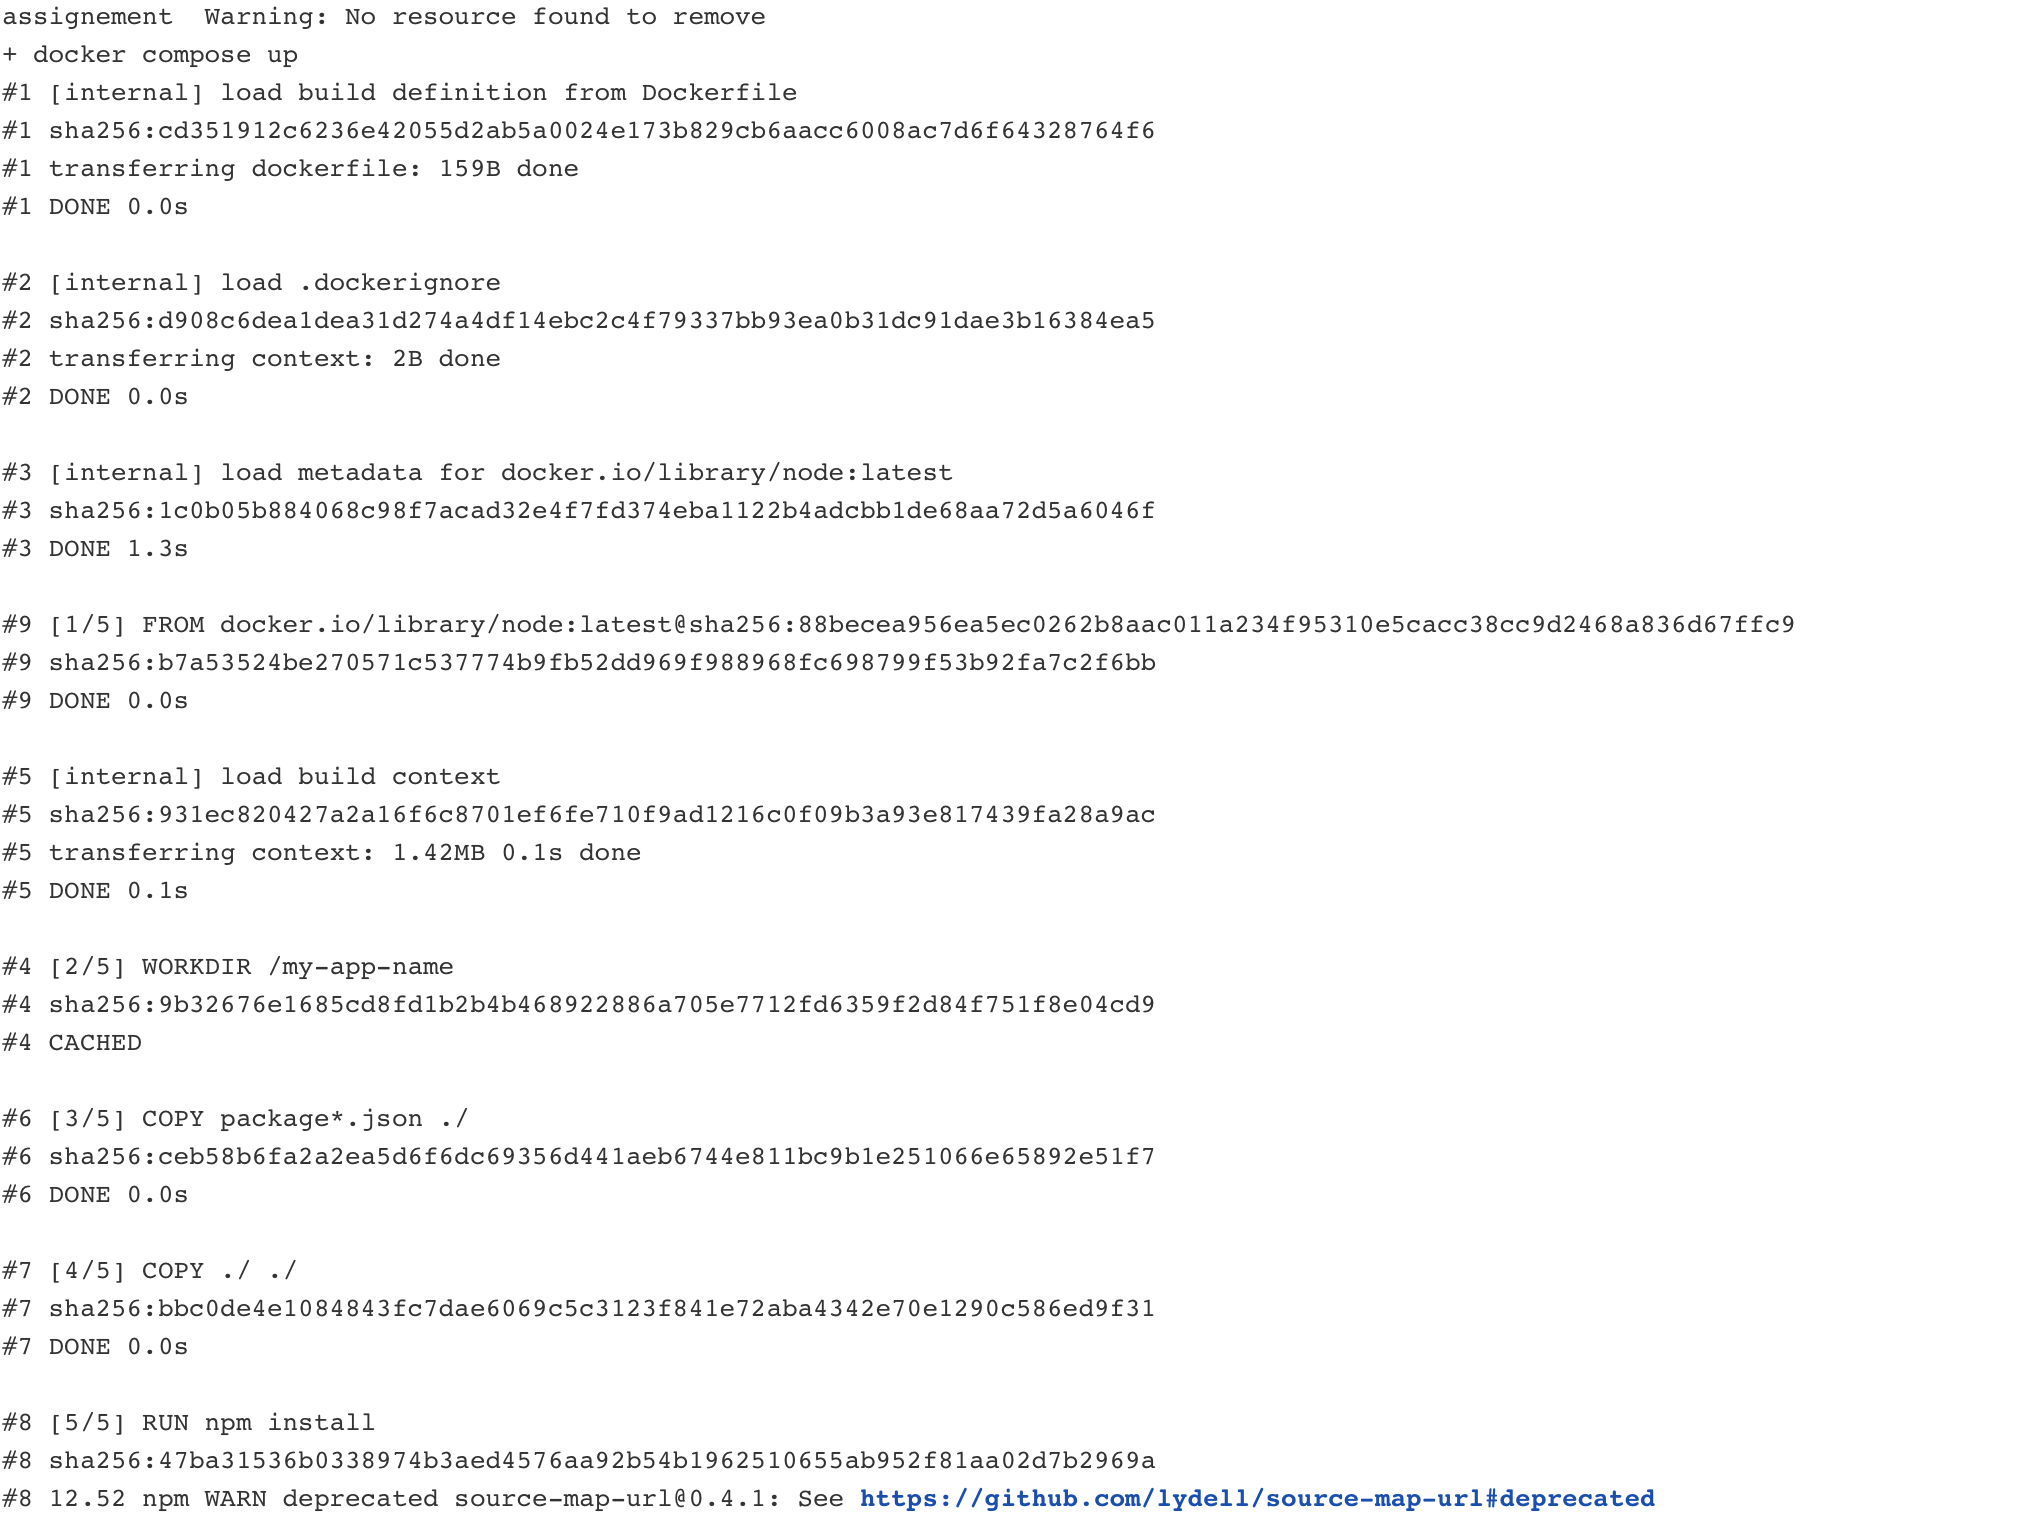 assignement  Warning: No resource found to remove
+ docker compose up
#1 [internal] load build definition from Dockerfile
#1 sha256:cd351912c6236e42055d2ab5a0024e173b829cb6aacc6008ac7d6f64328764f6
#1 transferring dockerfile: 159B done
#1 DONE 0.0s

#2 [internal] load .dockerignore
#2 sha256:d908c6dea1dea31d274a4df14ebc2c4f79337bb93ea0b31dc91dae3b16384ea5
#2 transferring context: 2B done
#2 DONE 0.0s

#3 [internal] load metadata for docker.io/library/node:latest
#3 sha256:1c0b05b884068c98f7acad32e4f7fd374eba1122b4adcbb1de68aa72d5a6046f
#3 DONE 1.3s

#9 [1/5] FROM docker.io/library/node:latest@sha256:88becea956ea5ec0262b8aac011a234f95310e5cacc38cc9d2468a836d67ffc9
#9 sha256:b7a53524be270571c537774b9fb52dd969f988968fc698799f53b92fa7c2f6bb
#9 DONE 0.0s

#5 [internal] load build context
#5 sha256:931ec820427a2a16f6c8701ef6fe710f9ad1216c0f09b3a93e817439fa28a9ac
#5 transferring context: 1.42MB 0.1s done
#5 DONE 0.1s

#4 [2/5] WORKDIR /my-app-name
#4 sha256:9b32676e1685cd8fd1b2b4b468922886a705e7712fd6359f2d84f751f8e04cd9
#4 CACHED

#6 [3/5] COPY package*.json ./
#6 sha256:ceb58b6fa2a2ea5d6f6dc69356d441aeb6744e811bc9b1e251066e65892e51f7
#6 DONE 0.0s

#7 [4/5] COPY ./ ./
#7 sha256:bbc0de4e1084843fc7dae6069c5c3123f841e72aba4342e70e1290c586ed9f31
#7 DONE 0.0s

#8 [5/5] RUN npm install
#8 sha256:47ba31536b0338974b3aed4576aa92b54b1962510655ab952f81aa02d7b2969a
#8 12.52 npm WARN deprecated source-map-url@0.4.1: See https://github.com/lydell/source-map-url#deprecated